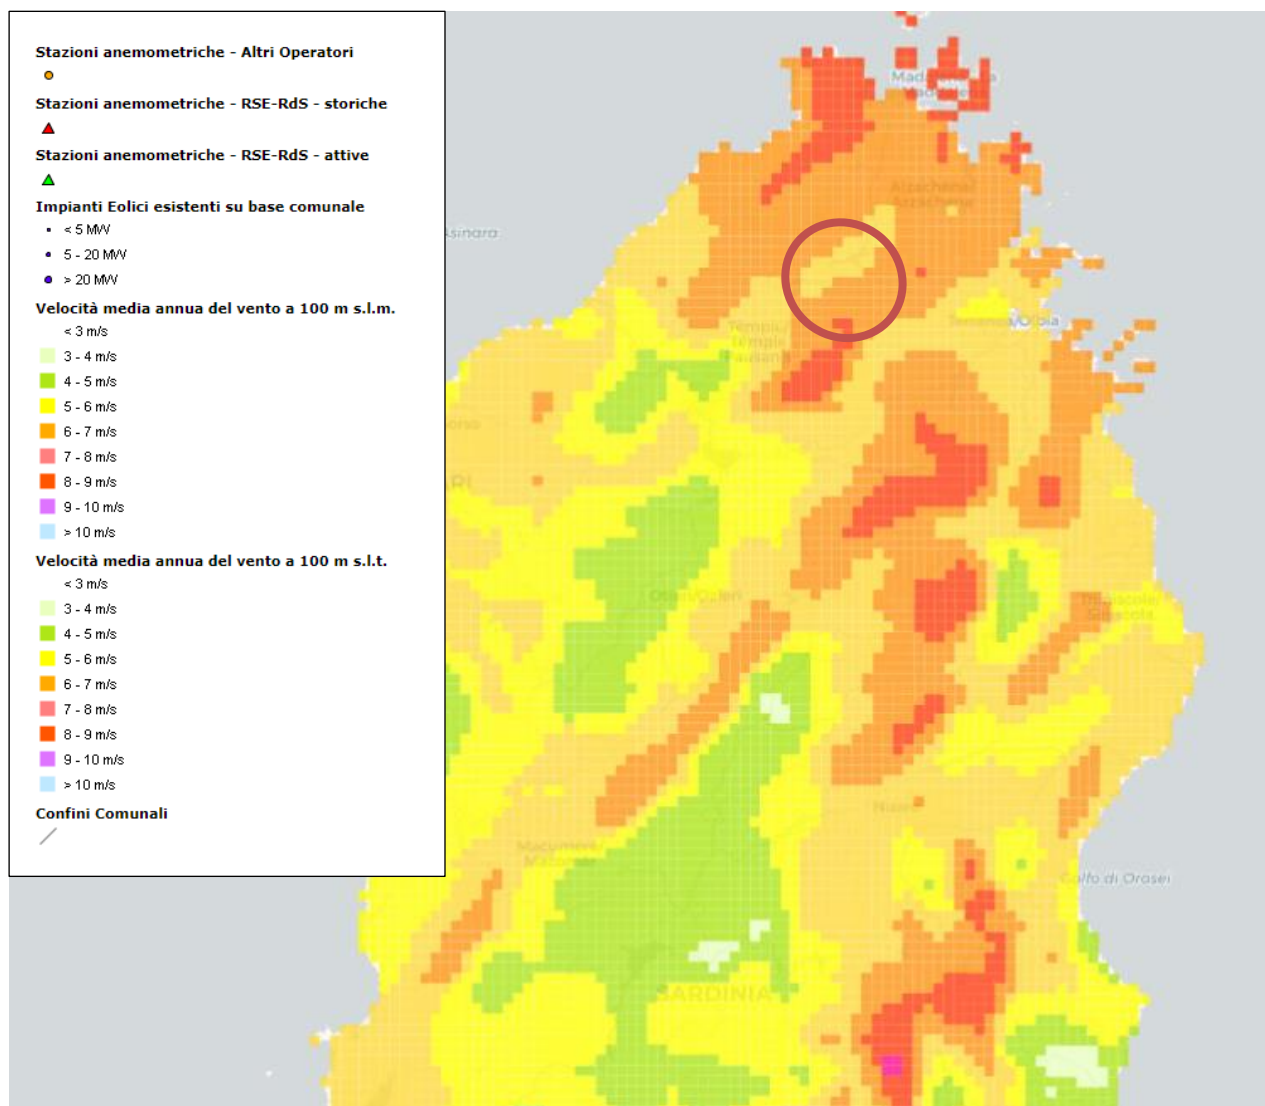 Stazioni anemometriche - Altri Operatori
Stazioni anemometriche - RSE-RdS - storiche
Stazioni anemometriche - RSE-RdS - attive
Impianti Eolici esistenti su base comunale
< 5 MW
5 - 20 MW
> 20 MW
Velocità media annua del vento a 100 m s.l.m.
< 3 m/s
3 - 4 m/s
4 - 5 m/s
5 - 6 m/s
6 - 7 m/s
7 - 8 m/s
8 - 9 m/s
9 - 10 m/s
> 10 m/s
Velocità media annua del vento a 100 m s.l.t.
< 3 m/s
3 - 4 m/s
4 - 5 m/s
5 - 6 m/s
6 - 7 m/s
7 - 8 m/s
8 - 9 m/s
9 - 10 m/s
> 10 m/s
Confini Comunali
Arzachena
sinara
Tempiu/
Tempio
Pausania
/Olbia
RI
Macumere/
Golfo di Orosei
SARDINIA